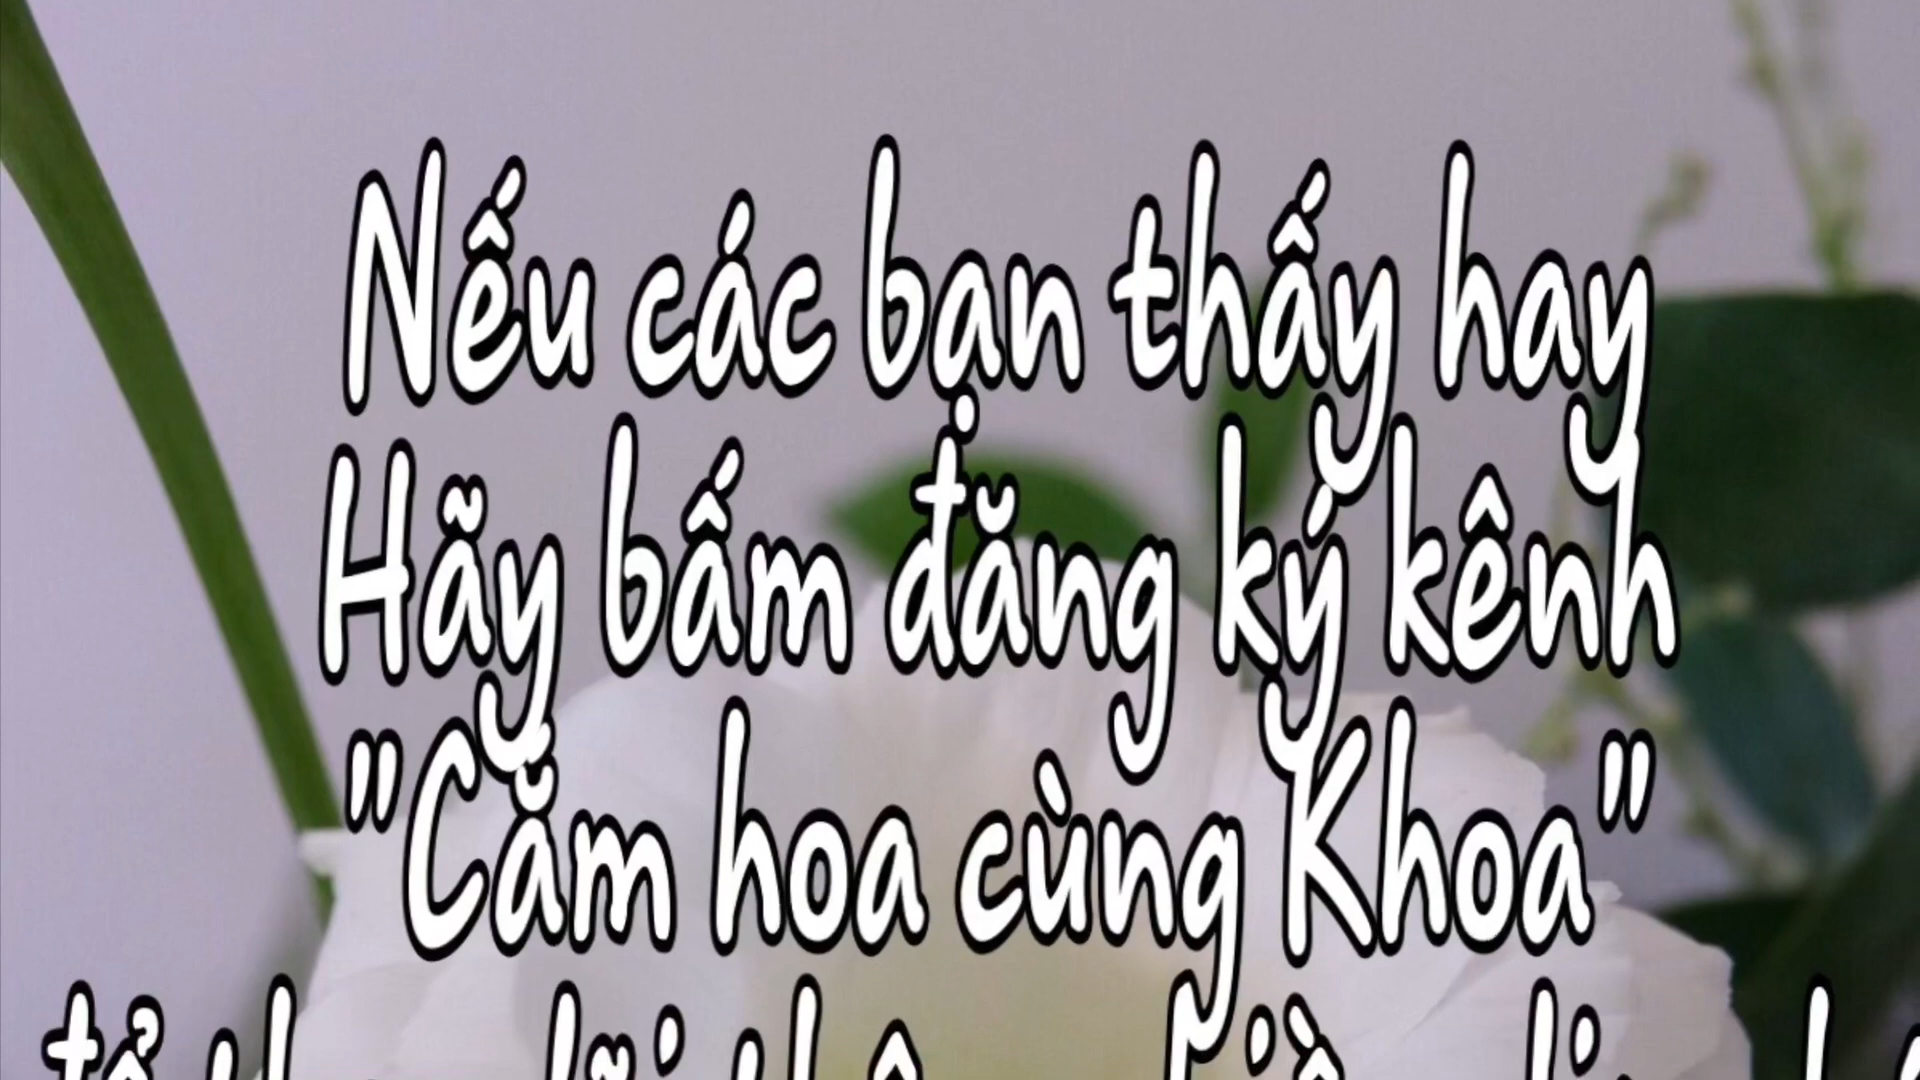 Nếu các bạn thấy hay
Hãy bấm đăng ký kênh
"Cắm hoa cùng Khoa"